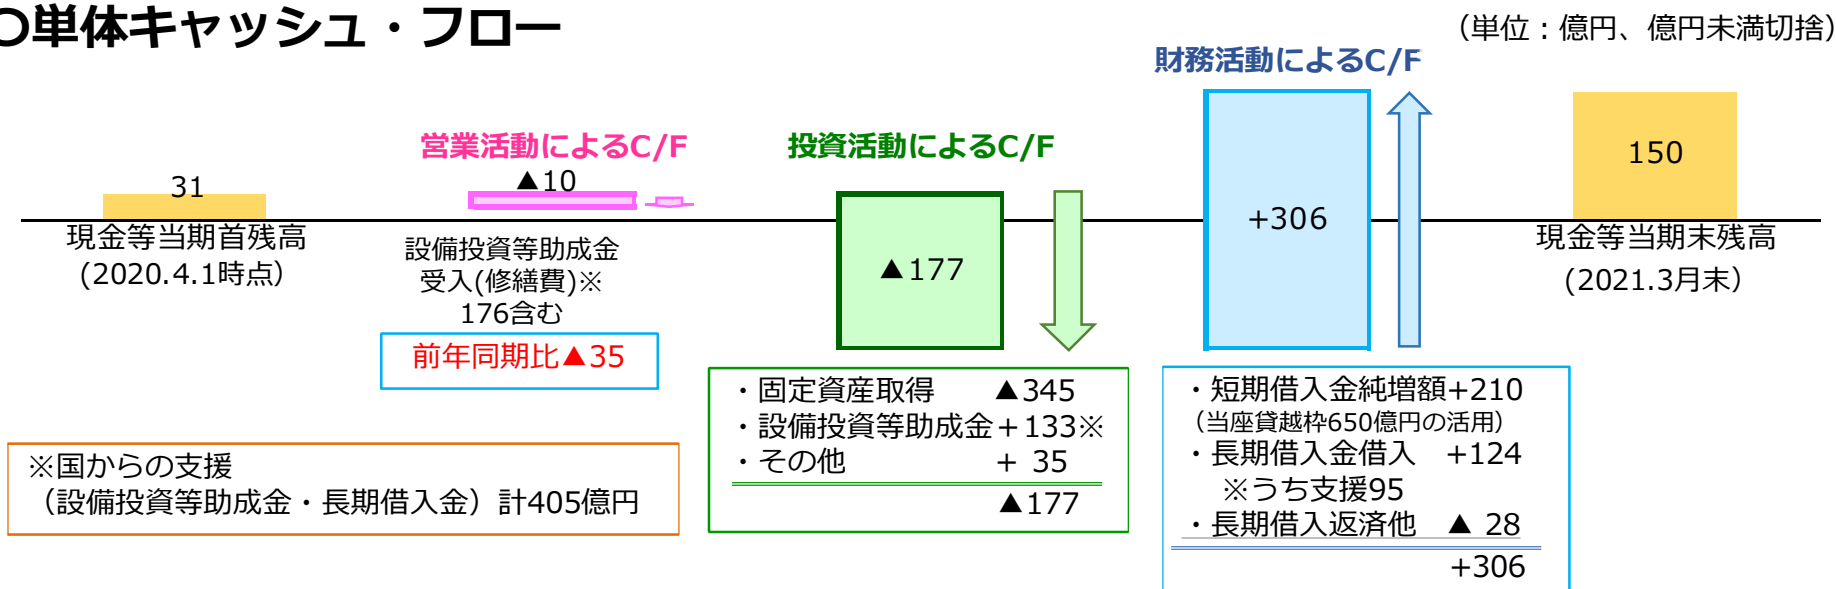 〇単体キャッシュ・フロー
（単位：億円、億円未満切捨）
31
現金等当期首残高
(2020.4.1時点）
営業活動によるC/F
▲10
設備投資等助成金
受入(修繕費)※
176含む
前年同期比▲35
投資活動によるC/F
▲177
・固定資産取得 ▲345
・設備投資等助成金＋133※
・その他 ＋ 35
▲177
財務活動によるC/F
+306
・短期借入金純増額+210
（当座貸越枠650億円の活用）
・長期借入金借入 +124
※うち支援95
・長期借入返済他 ▲ 28
+306
150
現金等当期末残高
(2021.3月末）
※国からの支援
（設備投資等助成金・長期借入金）計405億円